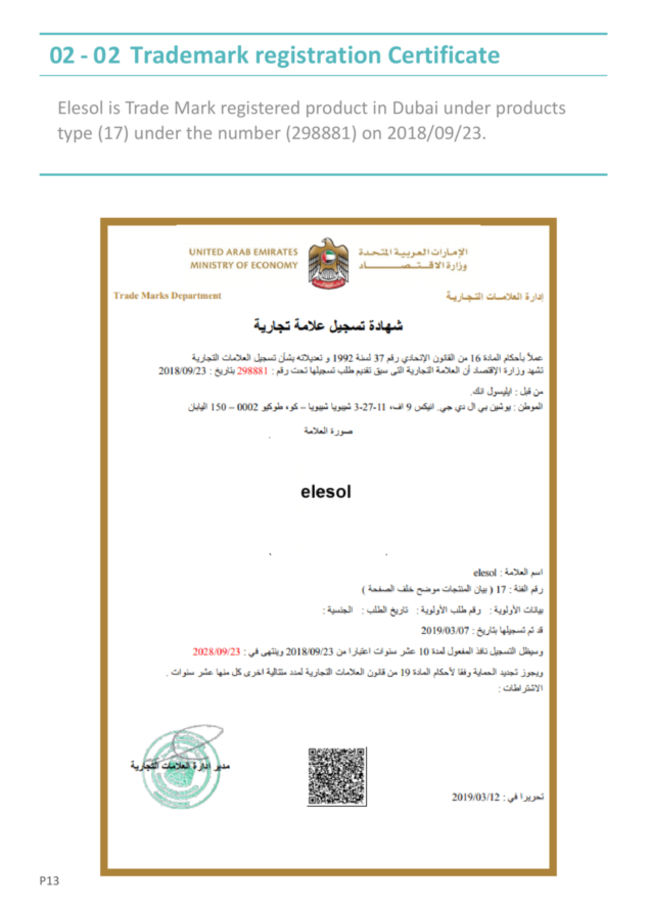 02 - 02 Trademark registration Certificate
Elesol is Trade Mark registered product in Dubai under products
type (17) under the number (298881) on 2018/09/23.
UNITED ARAB EMIRATES
MINISTRY OF ECONOMY
الإمارات العربية المتحدة
وزارة الاقتصاد
Trade Marks Department
إدارة العلامات التجارية
شهادة تسجيل علامة تجارية
عملاً بأحكام المادة 16 من القانون الإتحادي رقم 37 لسنة 1992 و تعديلاته بشأن تسجيل العلامات التجارية
تشهد وزارة الإقتصاد أن العلامة التجارية التى سبق تقديم طلب تسجيلها تحت رقم : 298881 بتاريخ : 2018/09/23
من قبل : ايليسول انك.
الموطن : يوشين بي ال دي جي. انيكس 9 اف، 11-27-3 شيبويا شيبويا – كو، طوكيو 0002 – 150 اليابان
صورة العلامة
elesol
اسم العلامة : elesol
رقم الفئة : 17 ( بيان المنتجات موضح خلف الصفحة )
بيانات الأولوية : رقم طلب الأولوية : تاريخ الطلب : الجنسية :
قد تم تسجيلها بتاريخ : 2019/03/07
وسيظل التسجيل نافذ المفعول لمدة 10 عشر سنوات اعتبارا من 2018/09/23 وينتهى في : 2028/09/23
ويجوز تجديد الحماية وفقا لأحكام المادة 19 من قانون العلامات التجارية لمدد متتالية اخرى كل منها عشر سنوات .
الاشتراطات :
مدير إدارة العلامات التجارية
تحريرا في : 2019/03/12
P13